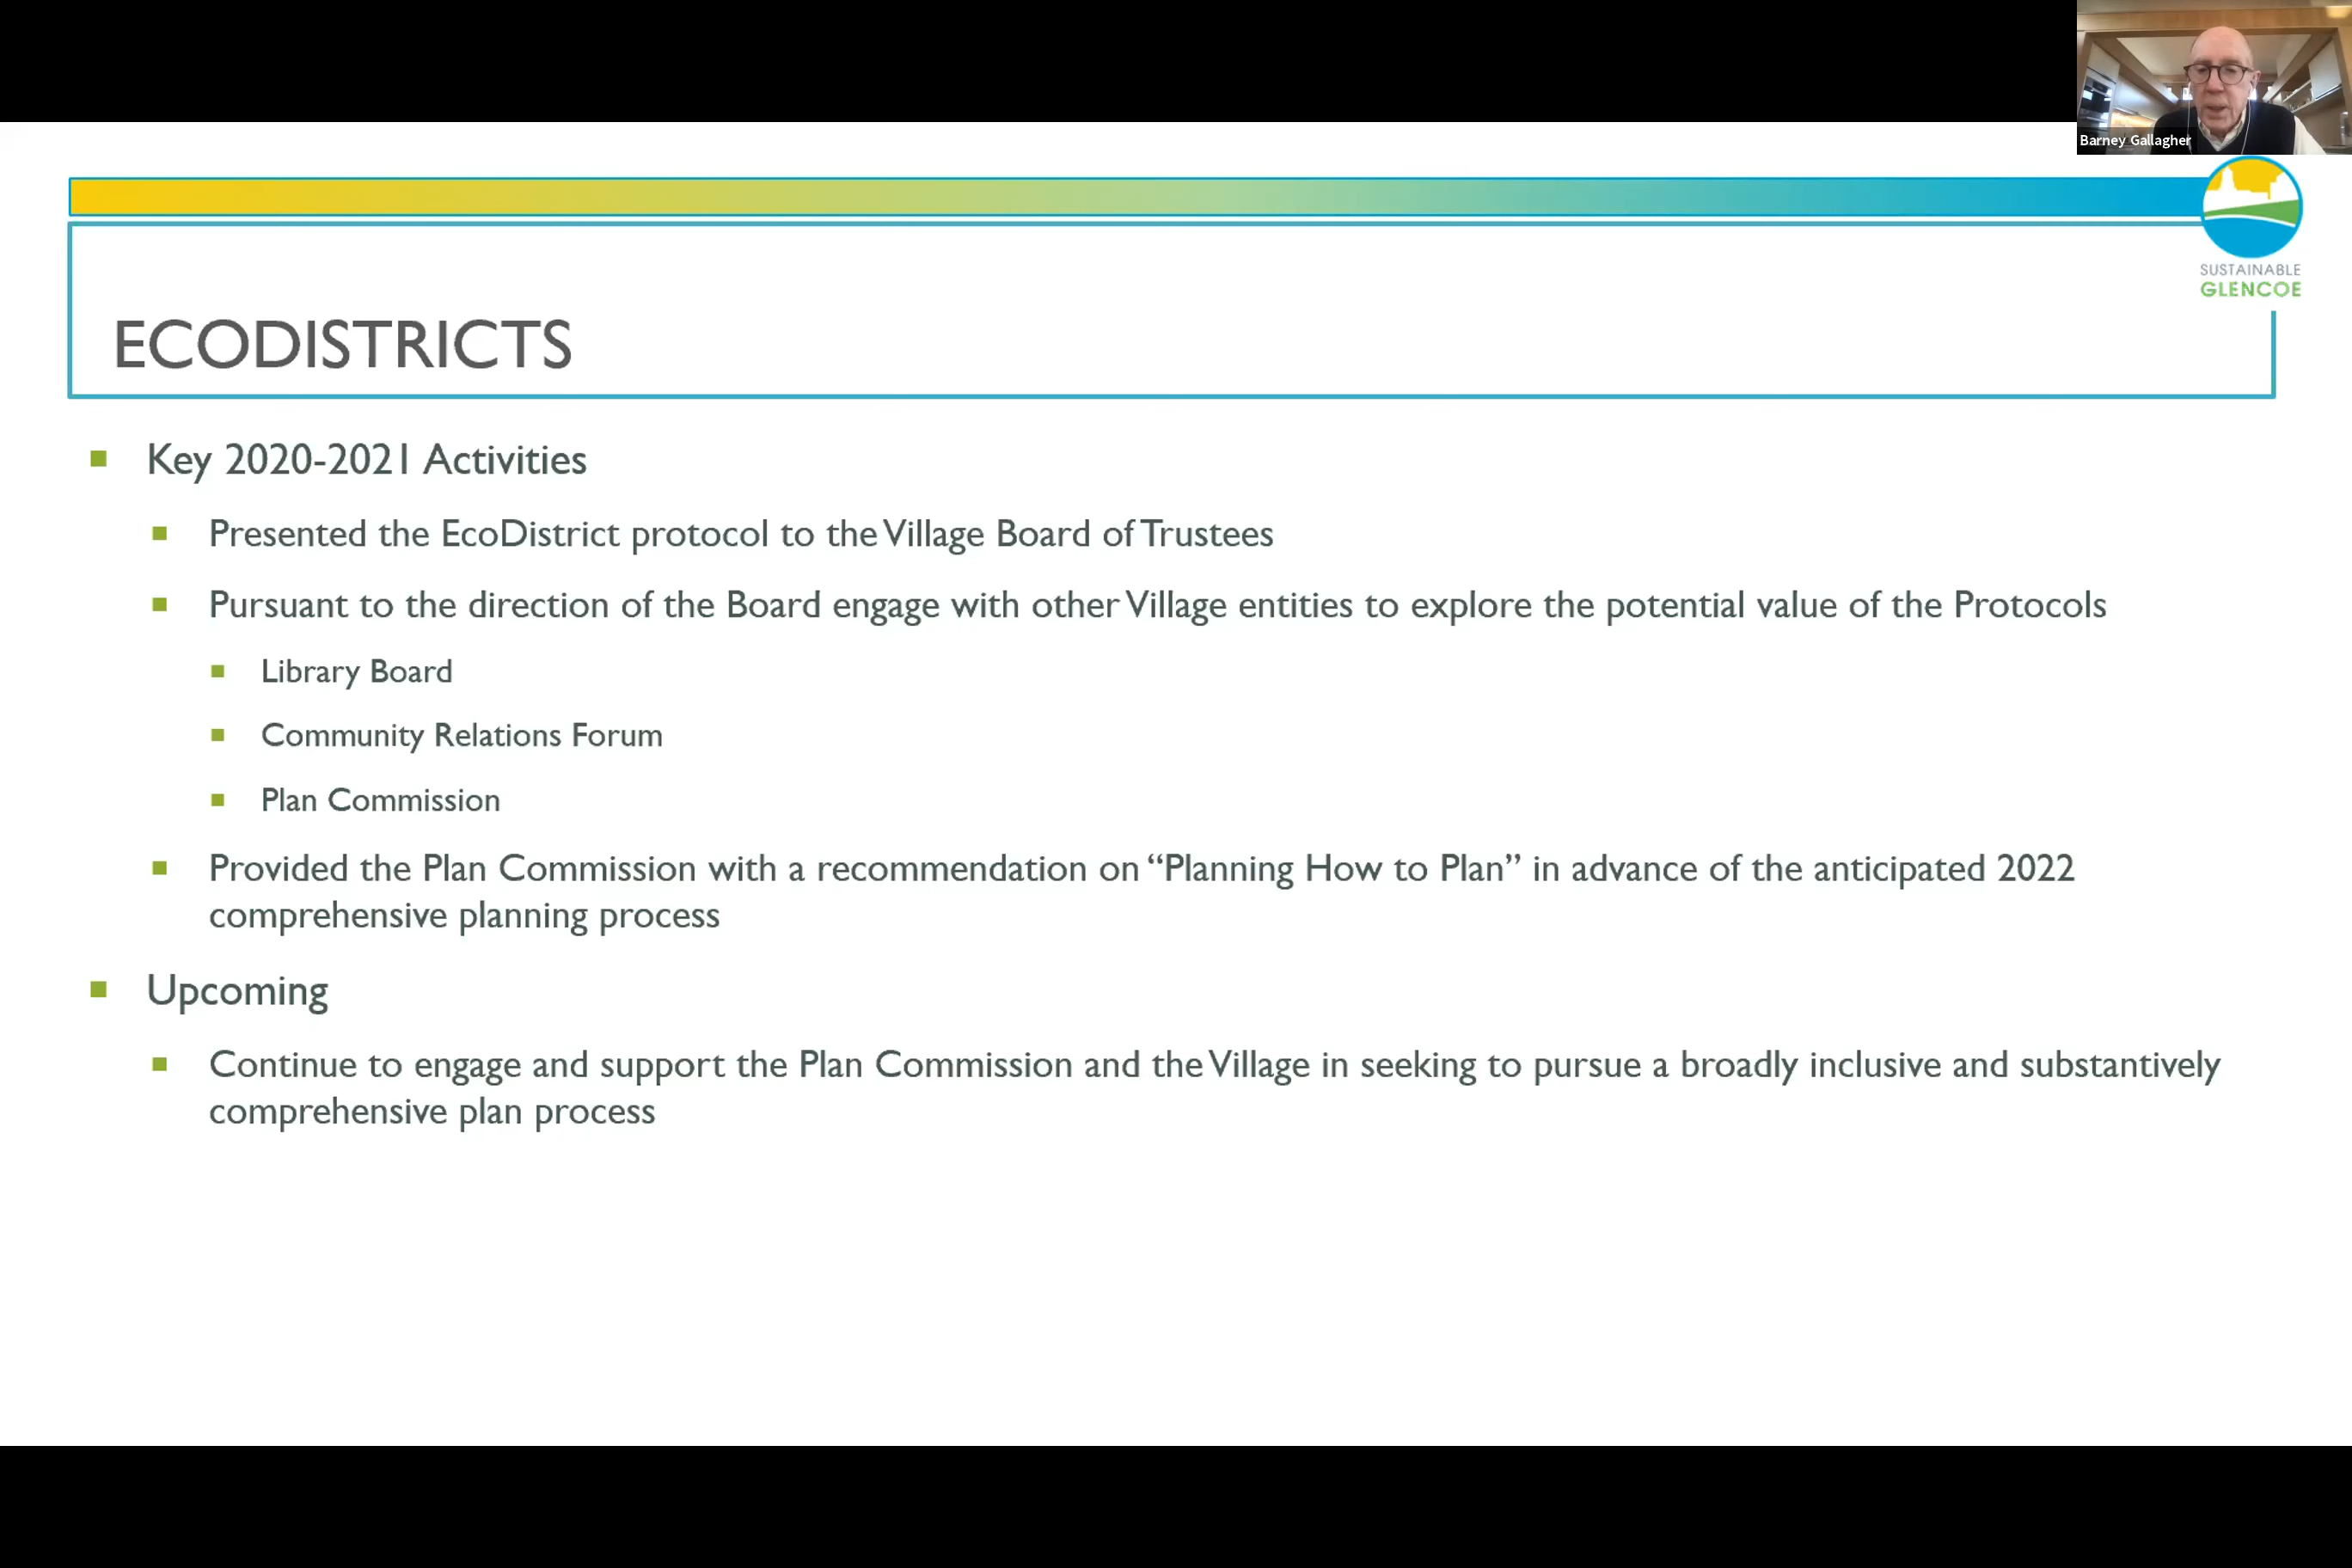 Barney Gallagher
SUSTAINABLE
GLENCOE
ECODISTRICTS
Key 2020-2021 Activities
Presented the EcoDistrict protocol to the Village Board of Trustees
Pursuant to the direction of the Board engage with other Village entities to explore the potential value of the Protocols
Library Board
Community Relations Forum
Plan Commission
Provided the Plan Commission with a recommendation on “Planning How to Plan” in advance of the anticipated 2022
comprehensive planning process
Upcoming
Continue to engage and support the Plan Commission and the Village in seeking to pursue a broadly inclusive and substantively
comprehensive plan process